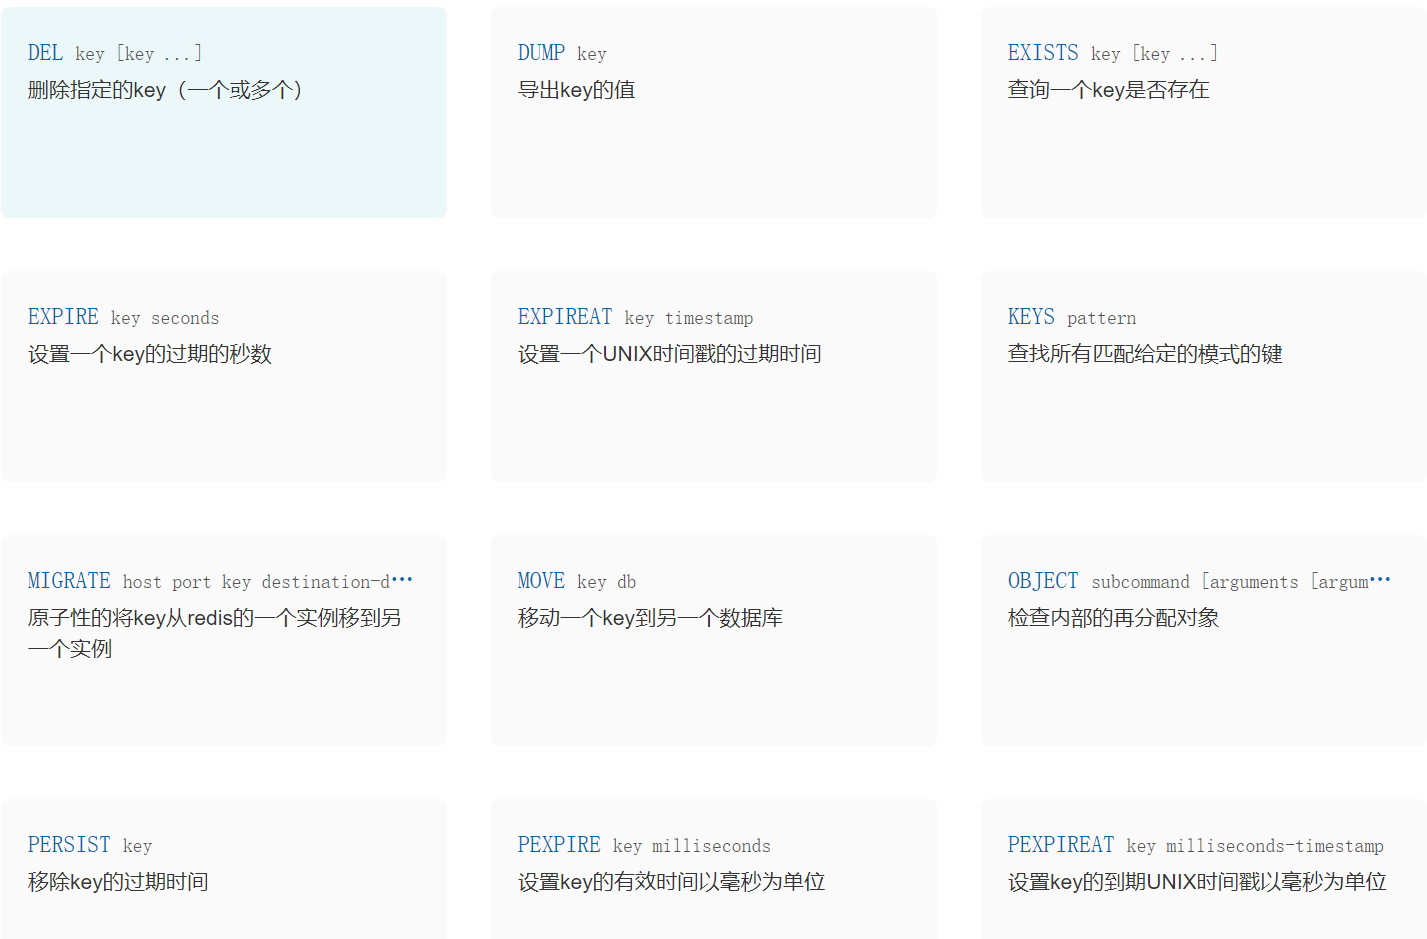 DEL key [key ...]
删除指定的key（一个或多个）
DUMP key
导出key的值
EXISTS key [key ...]
查询一个key是否存在
EXPIRE key seconds
设置一个key的过期的秒数
EXPIREAT key timestamp
设置一个UNIX时间戳的过期时间
KEYS pattern
查找所有匹配给定的模式的键
MIGRATE host port key destination-d…
原子性的将key从redis的一个实例移到另
一个实例
MOVE key db
移动一个key到另一个数据库
OBJECT subcommand [arguments [argum…
检查内部的再分配对象
PERSIST key
移除key的过期时间
PEXPIRE key milliseconds
设置key的有效时间以毫秒为单位
PEXPIREAT key milliseconds-timestamp
设置key的到期UNIX时间戳以毫秒为单位